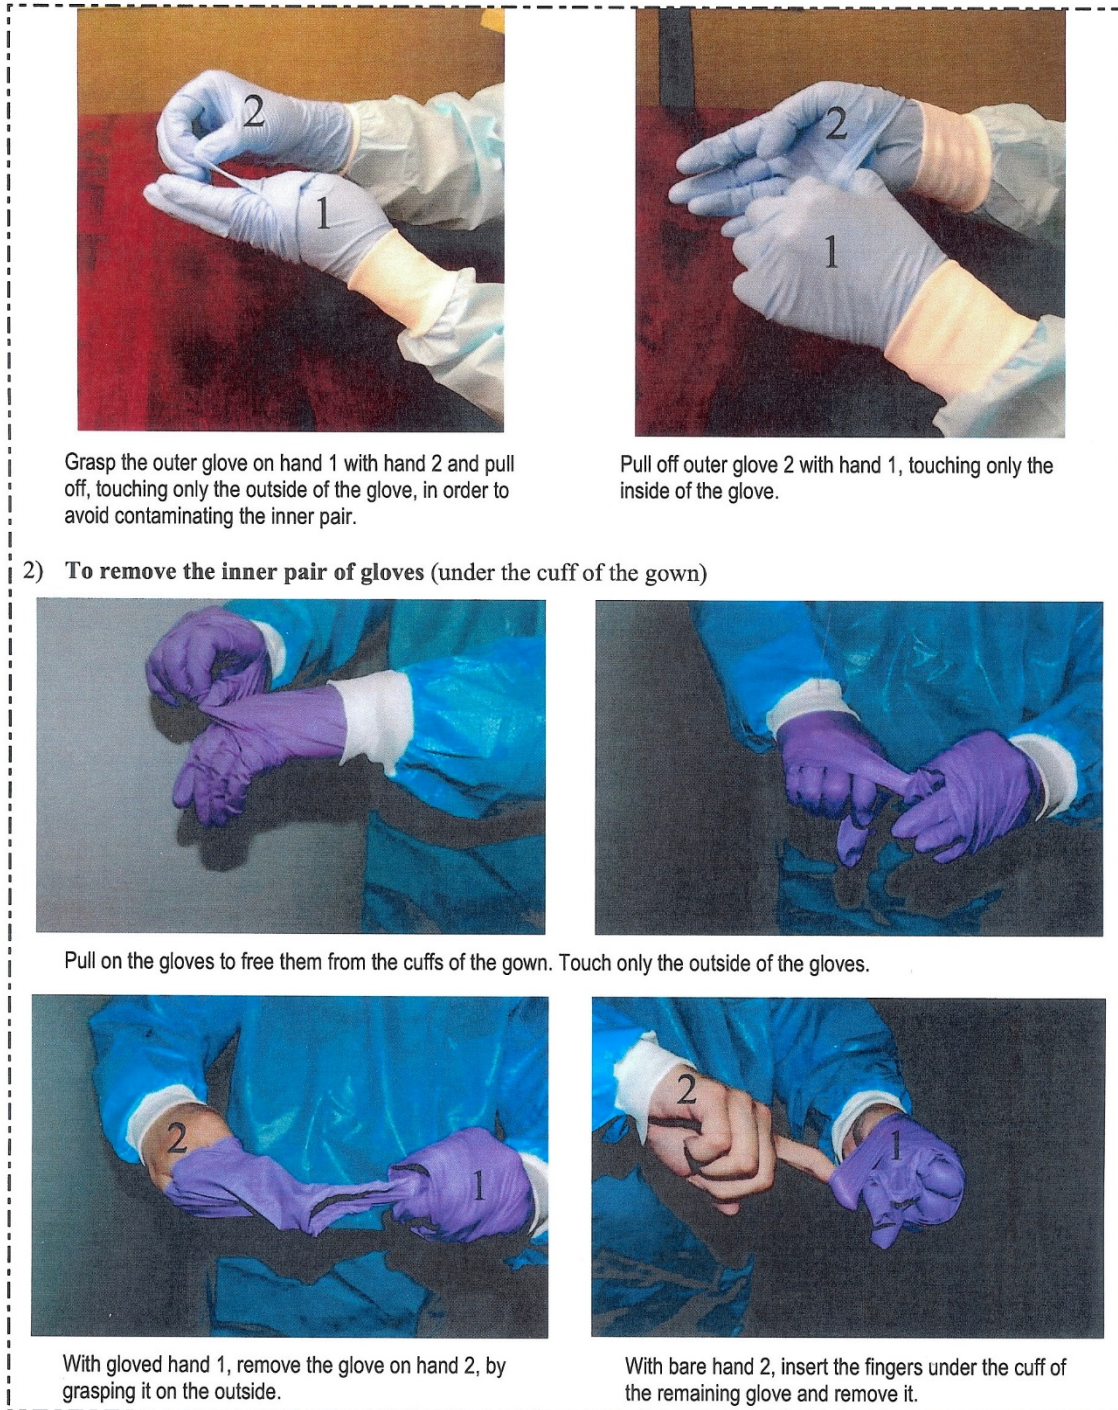 2
1
2
1
Grasp the outer glove on hand 1 with hand 2 and pull
off, touching only the outside of the glove, in order to
avoid contaminating the inner pair.
Pull off outer glove 2 with hand 1, touching only the
inside of the glove.
2) To remove the inner pair of gloves (under the cuff of the gown)
Pull on the gloves to free them from the cuffs of the gown. Touch only the outside of the gloves.
2
1
2
1
With gloved hand 1, remove the glove on hand 2, by
grasping it on the outside.
With bare hand 2, insert the fingers under the cuff of
the remaining glove and remove it.